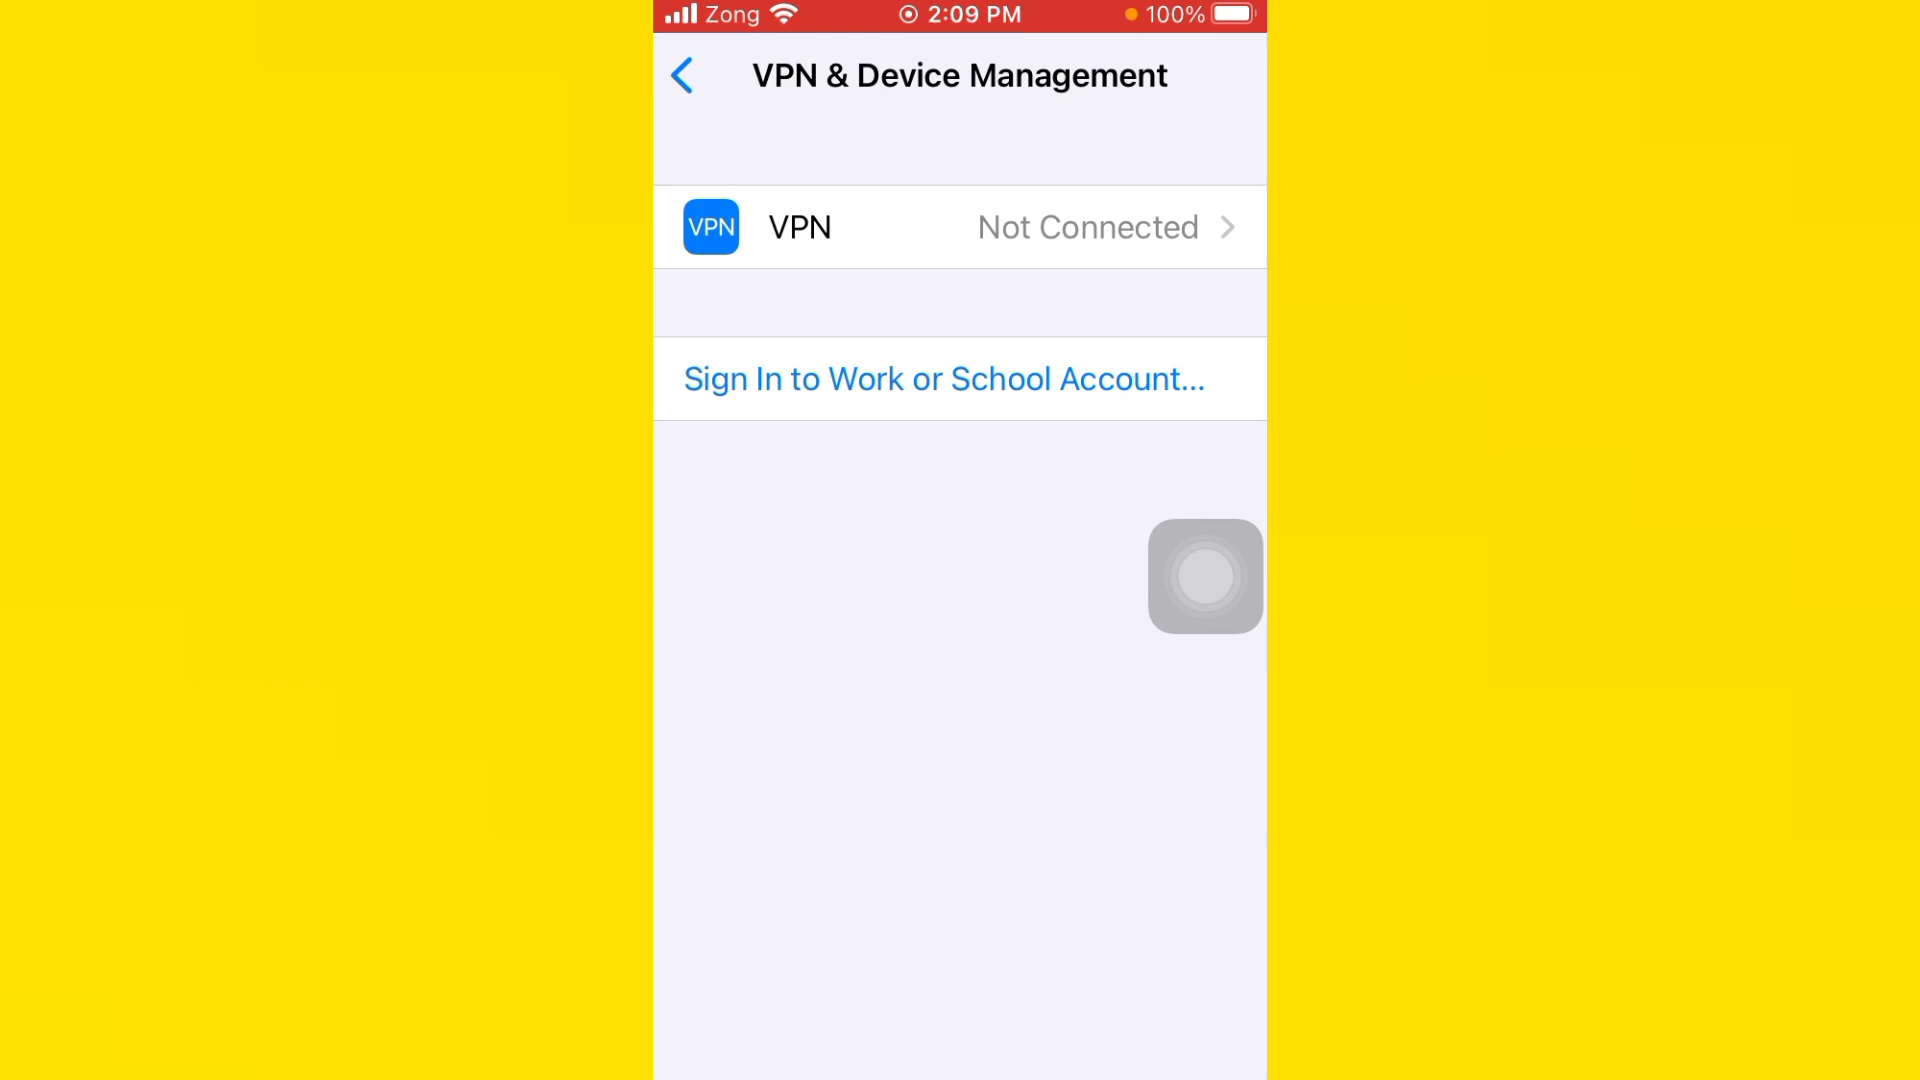 Zong 2:09 PM 100%
VPN & Device Management
VPN VPN Not Connected
Sign In to Work or School Account...